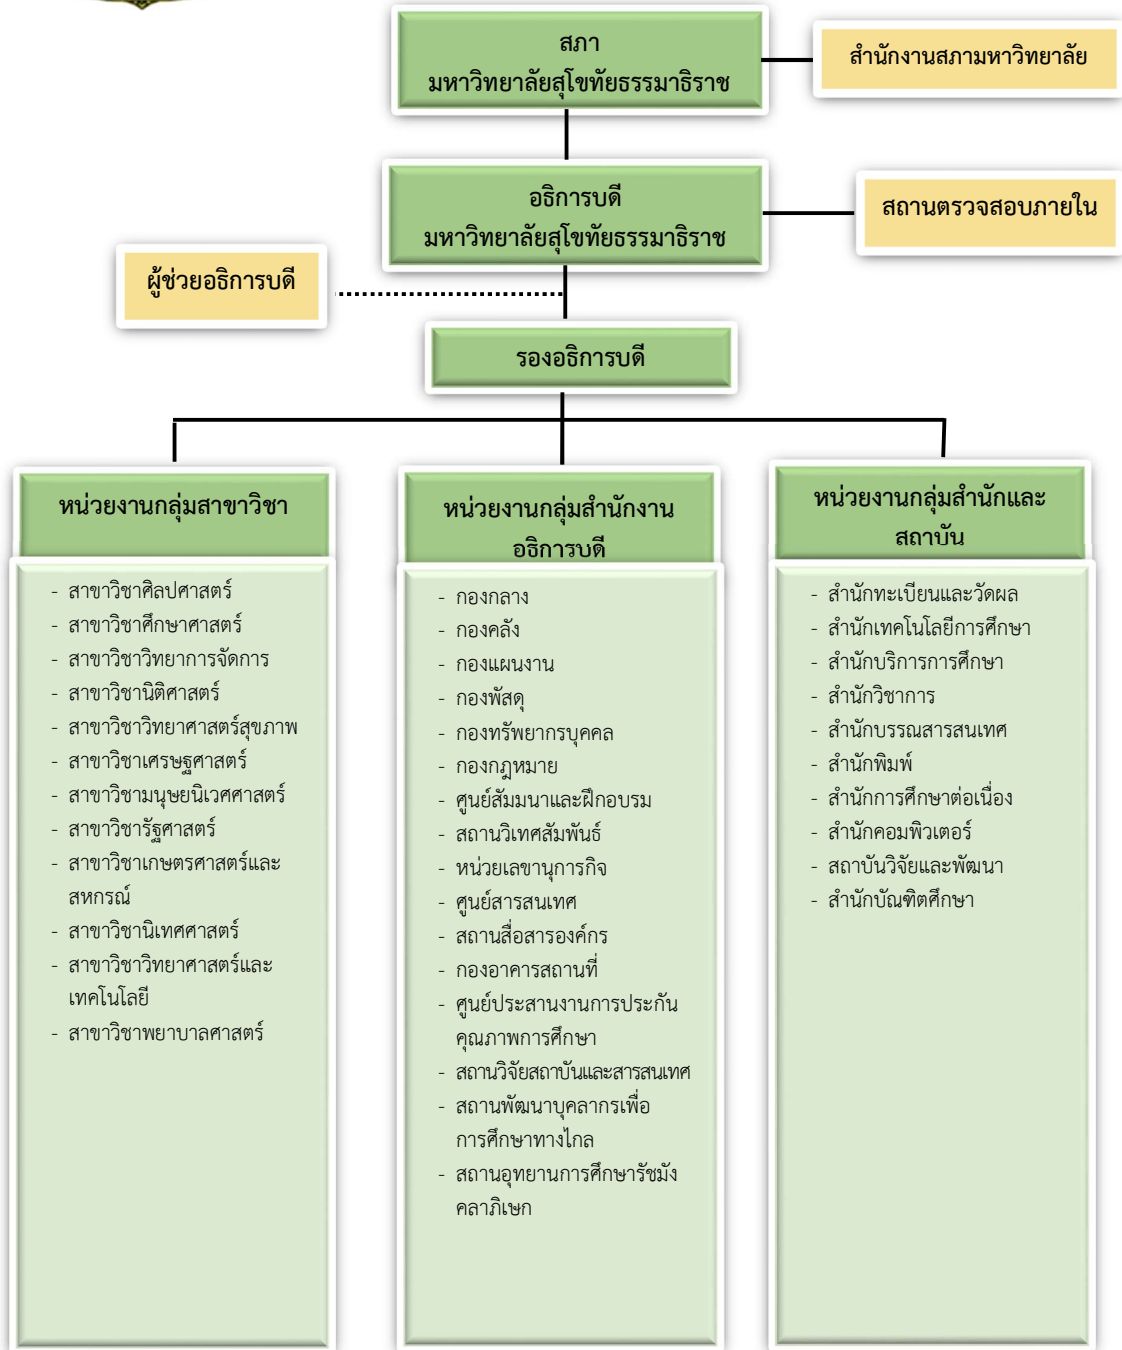 สภา
มหาวิทยาลัยสุโขทัยธรรมาธิราช
สำนักงานสภามหาวิทยาลัย
อธิการบดี
มหาวิทยาลัยสุโขทัยธรรมาธิราช
สถานตรวจสอบภายใน
ผู้ช่วยอธิการบดี
รองอธิการบดี
หน่วยงานกลุ่มสาขาวิชา
- สาขาวิชาศิลปศาสตร์
- สาขาวิชาศึกษาศาสตร์
- สาขาวิชาวิทยาการจัดการ
- สาขาวิชานิติศาสตร์
- สาขาวิชาวิทยาศาสตร์สุขภาพ
- สาขาวิชาเศรษฐศาสตร์
- สาขาวิชามนุษยนิเวศศาสตร์
- สาขาวิชารัฐศาสตร์
- สาขาวิชาเกษตรศาสตร์และ
สหกรณ์
- สาขาวิชานิเทศศาสตร์
- สาขาวิชาวิทยาศาสตร์และ
เทคโนโลยี
- สาขาวิชาพยาบาลศาสตร์
หน่วยงานกลุ่มสำนักงาน
อธิการบดี
- กองกลาง
- กองคลัง
- กองแผนงาน
- กองพัสดุ
- กองทรัพยากรบุคคล
- กองกฎหมาย
- ศูนย์สัมมนาและฝึกอบรม
- สถานวิเทศสัมพันธ์
- หน่วยเลขานุการกิจ
- ศูนย์สารสนเทศ
- สถานสื่อสารองค์กร
- กองอาคารสถานที่
- ศูนย์ประสานงานการประกัน
คุณภาพการศึกษา
- สถานวิจัยสถาบันและสารสนเทศ
- สถานพัฒนาบุคลากรเพื่อ
การศึกษาทางไกล
- สถานอุทยานการศึกษารัชมัง
คลาภิเษก
หน่วยงานกลุ่มสำนักและ
สถาบัน
- สำนักทะเบียนและวัดผล
- สำนักเทคโนโลยีการศึกษา
- สำนักบริการการศึกษา
- สำนักวิชาการ
- สำนักบรรณสารสนเทศ
- สำนักพิมพ์
- สำนักการศึกษาต่อเนื่อง
- สำนักคอมพิวเตอร์
- สถาบันวิจัยและพัฒนา
- สำนักบัณฑิตศึกษา